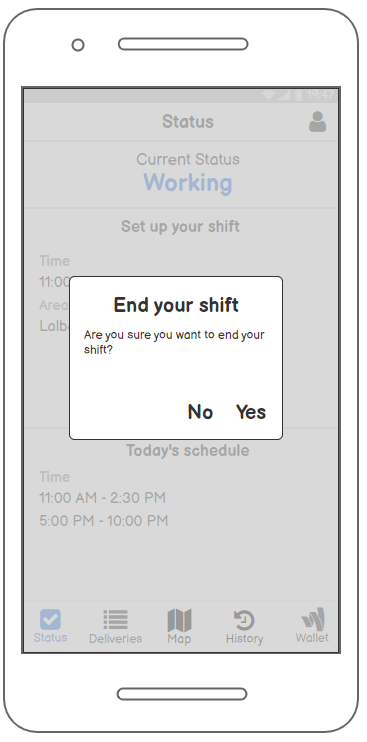 14:47
Status
Current Status
Working
Set up your shift
Time
11:00
Area
Lalb
End your shift
Are you sure you want to end your
shift?
No Yes
Today's schedule
Time
11:00 AM - 2:30 PM
5:00 PM - 10:00 PM
Status Deliveries Map History Wallet